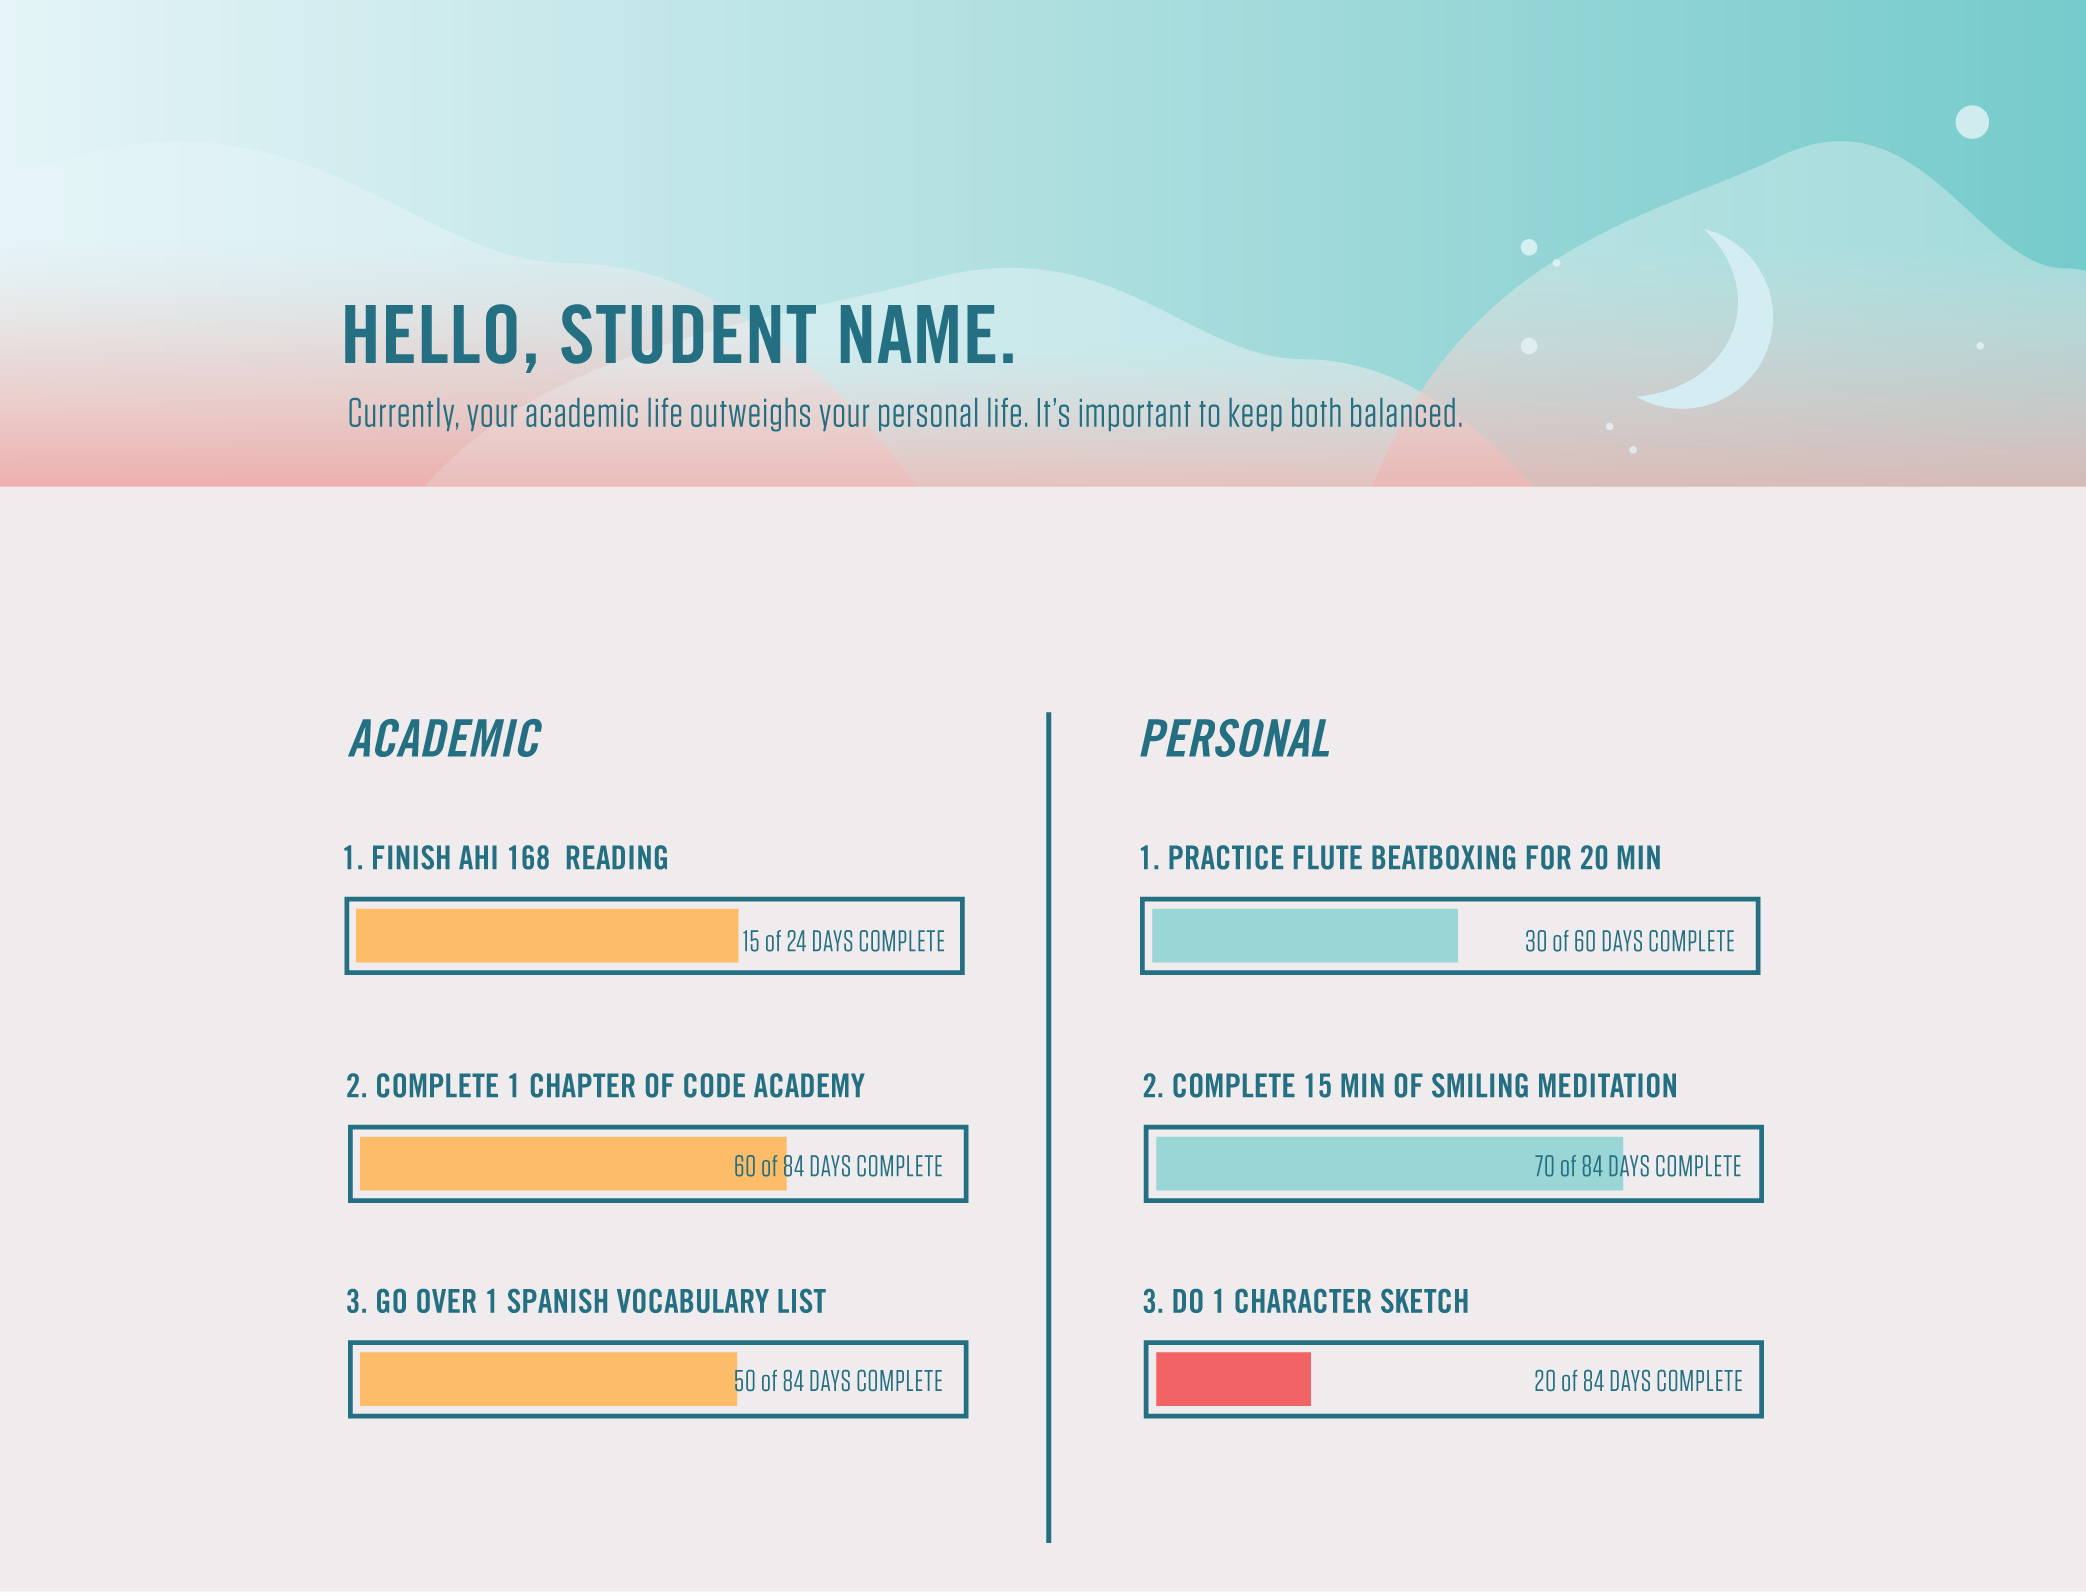 HELLO, STUDENT NAME.
Currently, your academic life outweighs your personal life. It's important to keep both balanced.
ACADEMIC
1. FINISH AHI 168  READING
15 of 24 DAYS COMPLETE
2. COMPLETE 1 CHAPTER OF CODE ACADEMY
60 of 84 DAYS COMPLETE
3. GO OVER 1 SPANISH VOCABULARY LIST
50 of 84 DAYS COMPLETE
PERSONAL
1. PRACTICE FLUTE BEATBOXING FOR 20 MIN
30 of 60 DAYS COMPLETE
2. COMPLETE 15 MIN OF SMILING MEDITATION
70 of 84 DAYS COMPLETE
3. DO 1 CHARACTER SKETCH
20 of 84 DAYS COMPLETE